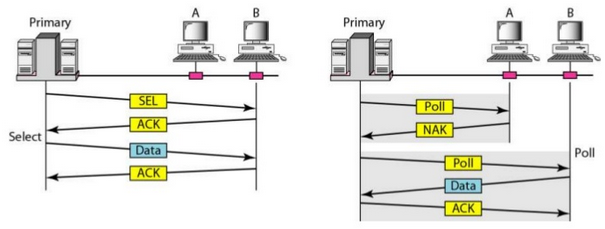 Primary
A
B
SEL
ACK
Select
Data
ACK
Primary
A
B
Poll
NAK
Poll
Poll
Data
ACK